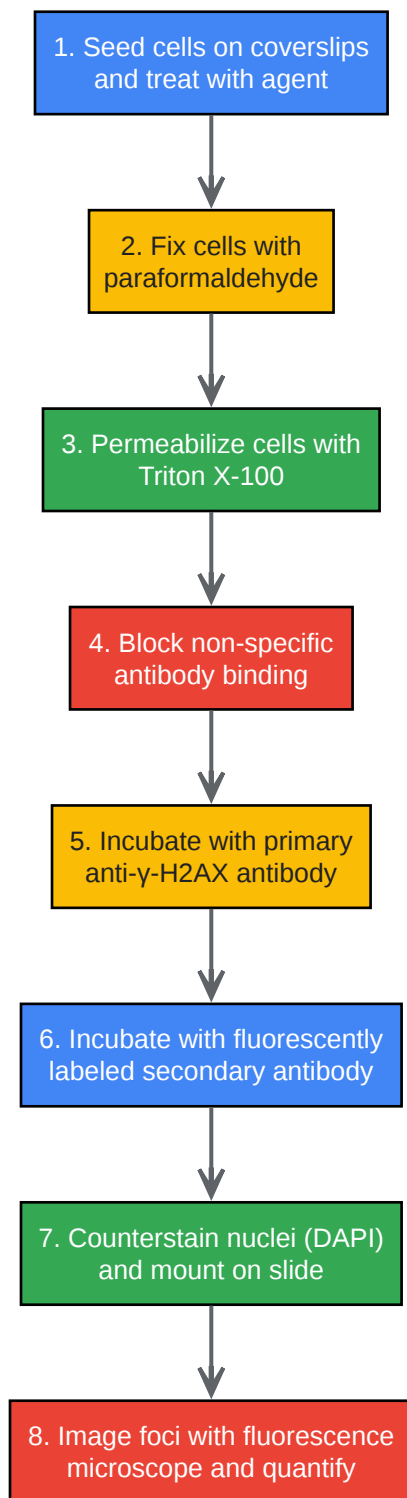 1. Seed cells on coverslips
and treat with agent
2. Fix cells with
paraformaldehyde
3. Permeabilize cells with
Triton X-100
4. Block non-specific
antibody binding
5. Incubate with primary
anti-γ-H2AX antibody
6. Incubate with fluorescently
labeled secondary antibody
7. Counterstain nuclei (DAPI)
and mount on slide
8. Image foci with fluorescence
microscope and quantify